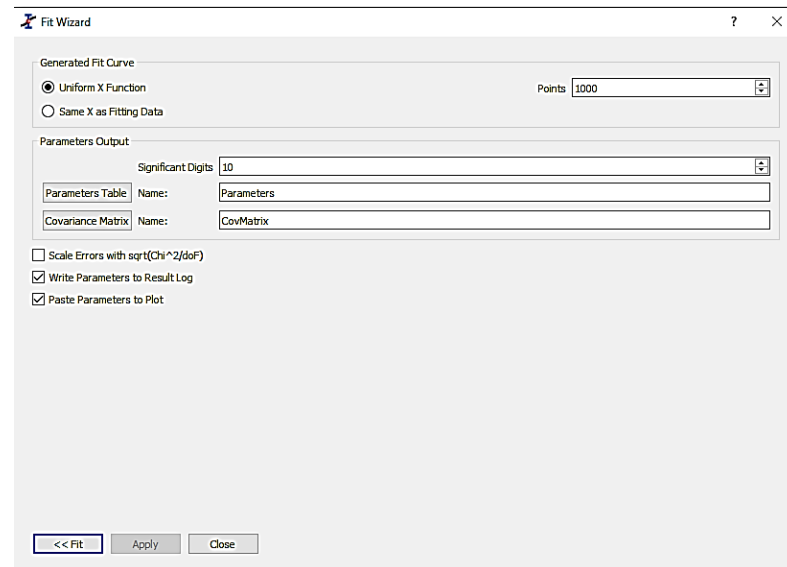 Fit Wizard
?
Generated Fit Curve
Uniform X Function
Points 1000
Same X as Fitting Data
Parameters Output
Significant Digits 10
Parameters Table Name: Parameters
Covariance Matrix Name: CovMatrix
Scale Errors with sqrt(Chi^2/doF)
Write Parameters to Result Log
Paste Parameters to Plot
<< Fit Apply Close